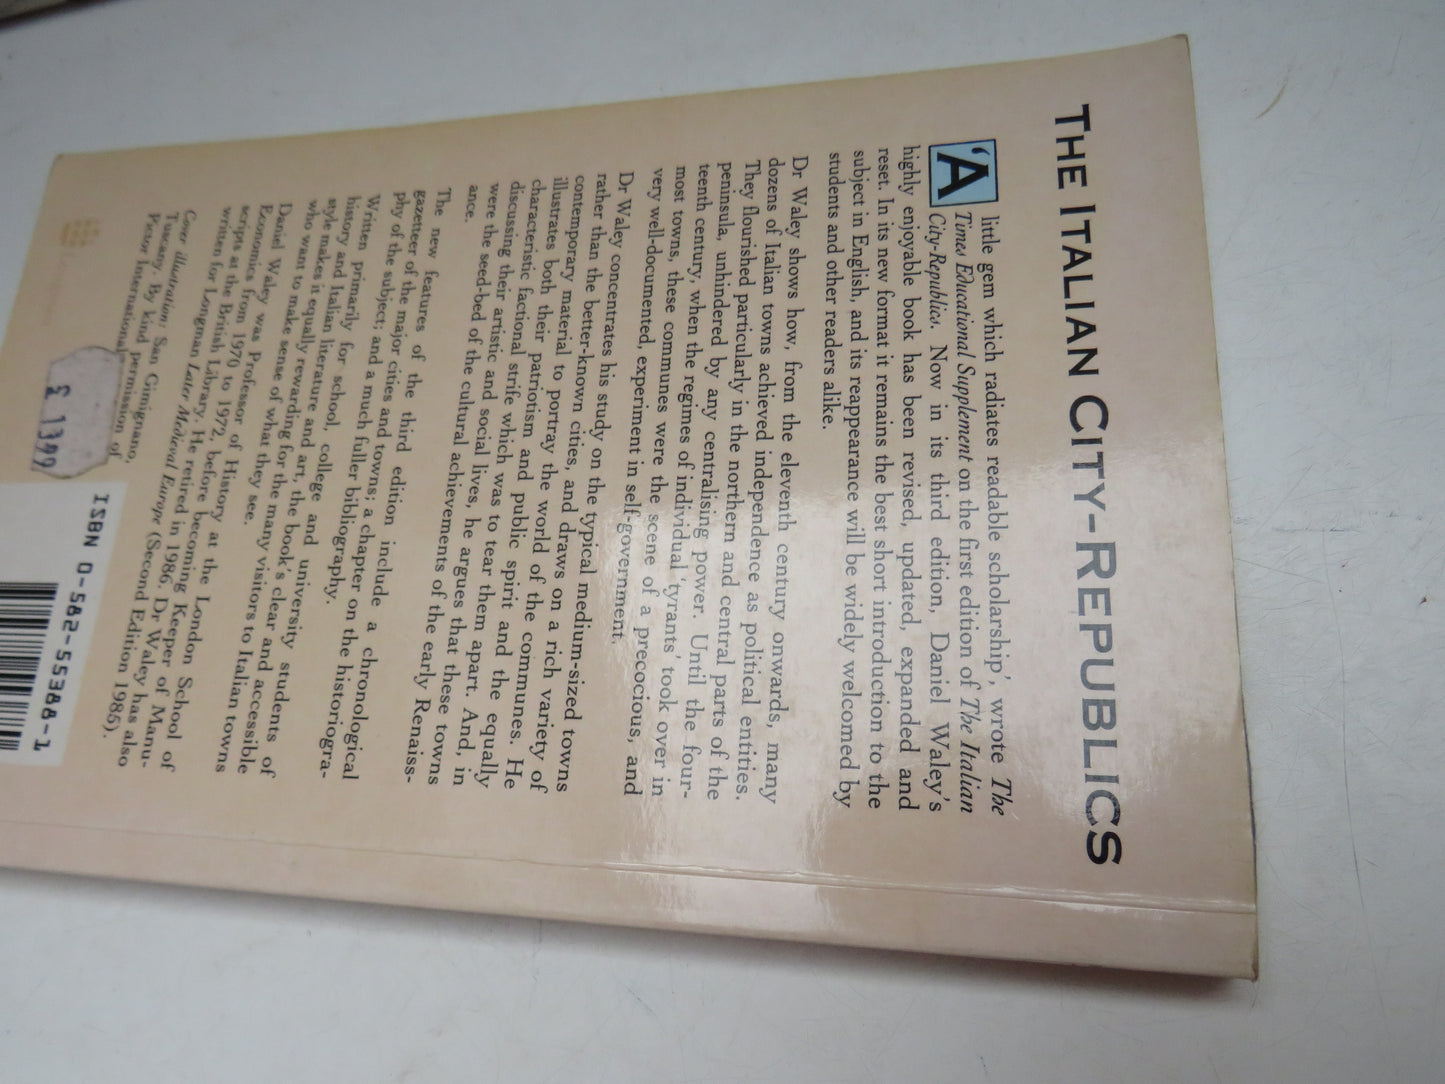 THE ITALIAN CITY-REPUBLICS
'A little gem which radiates readable scholarship', wrote The
Times Educational Supplement on the first edition of The Italian
City-Republics. Now in its third edition, Daniel Waley's
highly enjoyable book has been revised, updated, expanded and
reset. In its new format it remains the best short introduction to the
subject in English, and its reappearance will be widely welcomed by
students and other readers alike.
Dr Waley shows how, from the eleventh century onwards, many
dozens of Italian towns achieved independence as political entities.
They flourished particularly in the northern and central parts of the
peninsula, unhindered by any centralising power. Until the four-
teenth century, when the regimes of individual 'tyrants' took over in
most towns, these communes were the scene of a precocious, and
very well-documented, experiment in self-government.
Dr Waley concentrates his study on the typical medium-sized towns
rather than the better-known cities, and draws on a rich variety of
contemporary material to portray the world of the communes. He
illustrates both their patriotism and public spirit and the equally
characteristic factional strife which was to tear them apart. And, in
discussing their artistic and social lives, he argues that these towns
were the seed-bed of the cultural achievements of the early Renaiss-
ance.
The new features of the third edition include a chronological
gazetteer of the major cities and towns; a chapter on the historiogra-
phy of the subject; and a much fuller bibliography.
Written primarily for school, college and university students of
history and Italian literature and art, the book's clear and accessible
style makes it equally rewarding for the many visitors to Italian towns
who want to make sense of what they see.
Daniel Waley was Professor of History at the London School of
Economics from 1970 to 1972, before becoming Keeper of Manu-
scripts at the British Library. He retired in 1986. Dr Waley has also
written for Longman Later Medieval Europe (Second Edition 1985).
Cover illustration: San Gimignano,
Tuscany. By kind permission of
Pictor International
£ 13.99
ISBN 0-582-55388-1